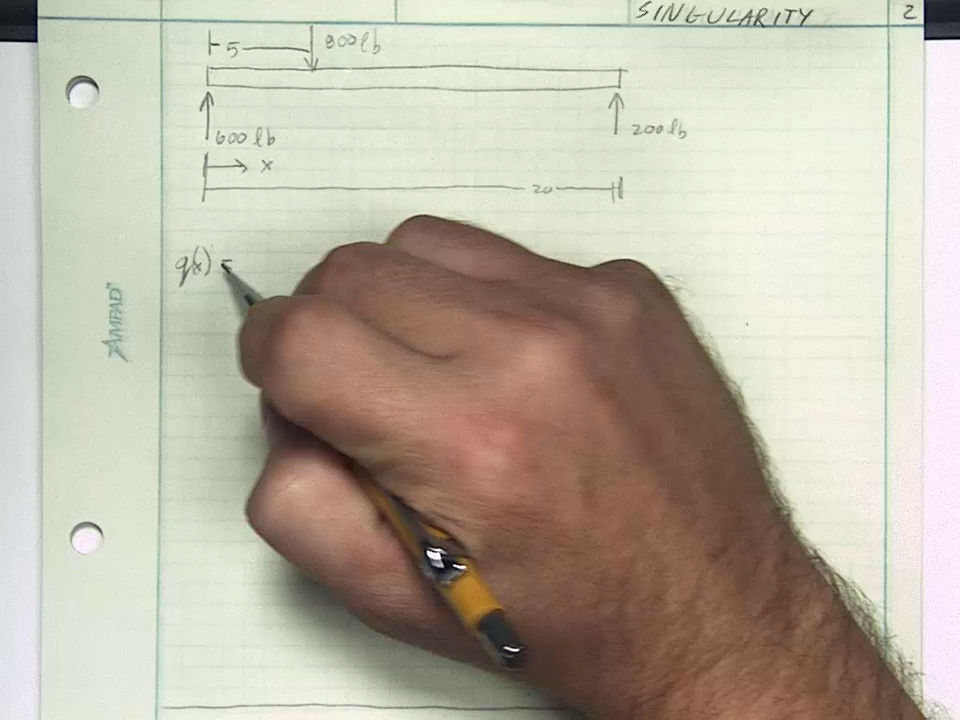 SINGULARITY 2
5 800 lb
600 lb 200 lb
x
20
q(x) =
AMPAD